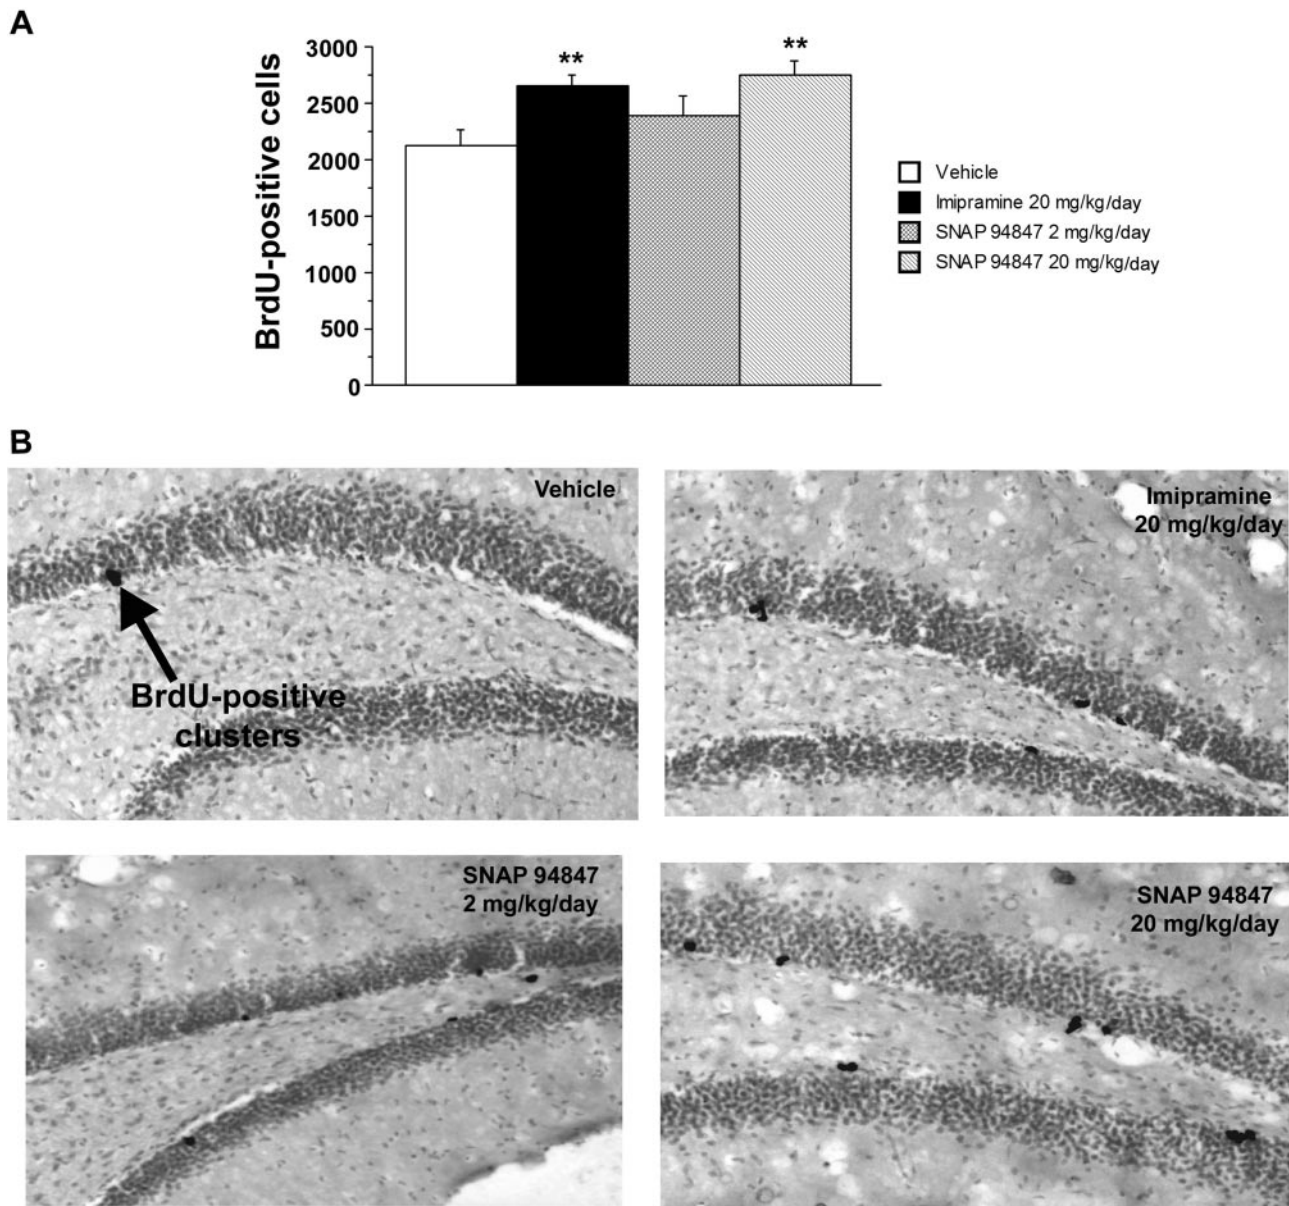 A
BrdU-positive cells
3000
2500
2000
1500
1000
500
0
**
**
Vehicle
Imipramine 20 mg/kg/day
SNAP 94847 2 mg/kg/day
SNAP 94847 20 mg/kg/day
B
Vehicle
BrdU-positive
clusters
Imipramine
20 mg/kg/day
SNAP 94847
2 mg/kg/day
SNAP 94847
20 mg/kg/day